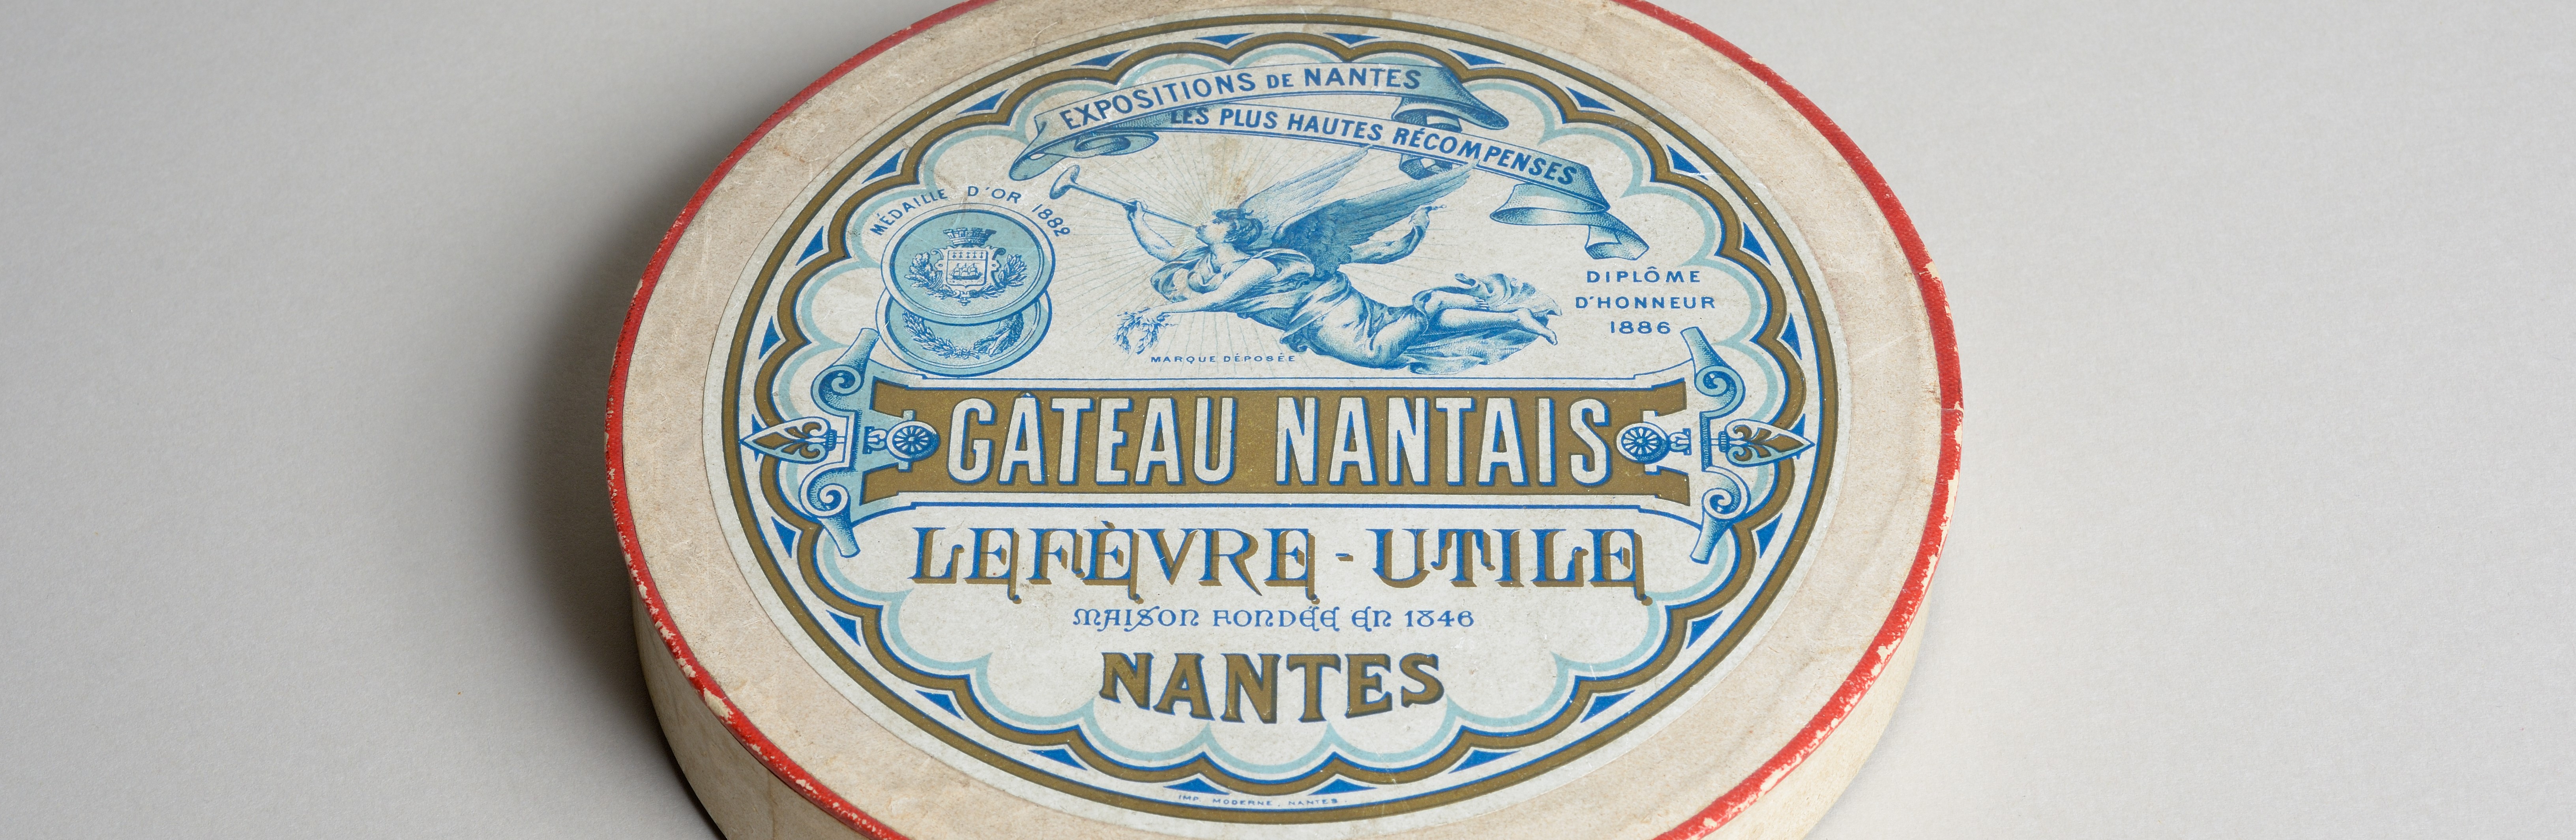 EXPOSITIONS DE NANTES
LES PLUS HAUTES RÉCOMPENSES
MÉDAILLE D'OR 1882
DIPLÔME
D'HONNEUR
1886
MARQUE DÉPOSÉE
GÂTEAU NANTAIS
LEFÈVRE-UTILE
MAISON FONDÉE EN 1846
NANTES
IMP. MODERNE. NANTES.